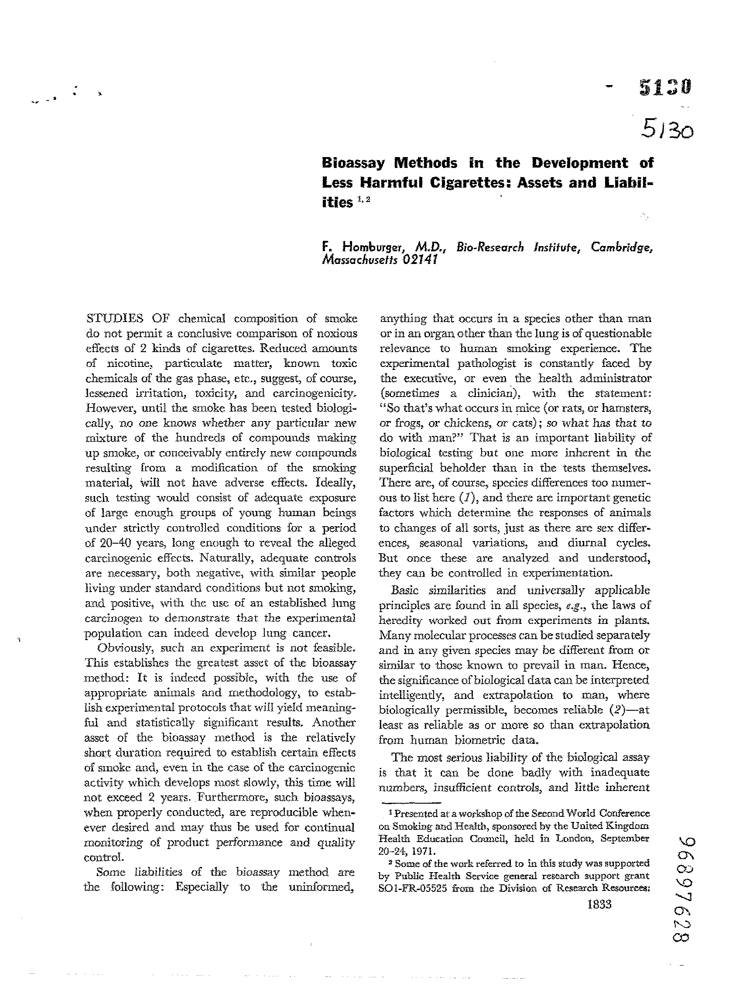 - 5130
5130
Bioassay Methods in the Development of
Less Harmful Cigarettes: Assets and Liabil-
ities 1, 2
F. Homburger, M.D., Bio-Research Institute, Cambridge,
Massachusetts 02141
STUDIES OF chemical composition of smoke
do not permit a conclusive comparison of noxious
effects of 2 kinds of cigarettes. Reduced amounts
of nicotine, particulate matter, known toxic
chemicals of the gas phase, etc., suggest, of course,
lessened irritation, toxicity, and carcinogenicity.
However, until the smoke has been tested biologi-
cally, no one knows whether any particular new
mixture of the hundreds of compounds making
up smoke, or conceivably entirely new compounds
resulting from a modification of the smoking
material, will not have adverse effects. Ideally,
such testing would consist of adequate exposure
of large enough groups of young human beings
under strictly controlled conditions for a period
of 20-40 years, long enough to reveal the alleged
carcinogenic effects. Naturally, adequate controls
are necessary, both negative, with similar people
living under standard conditions but not smoking,
and positive, with the use of an established lung
carcinogen to demonstrate that the experimental
population can indeed develop lung cancer.
Obviously, such an experiment is not feasible.
This establishes the greatest asset of the bioassay
method: It is indeed possible, with the use of
appropriate animals and methodology, to estab-
lish experimental protocols that will yield meaning-
ful and statistically significant results. Another
asset of the bioassay method is the relatively
short duration required to establish certain effects
of smoke and, even in the case of the carcinogenic
activity which develops most slowly, this time will
not exceed 2 years. Furthermore, such bioassays,
when properly conducted, are reproducible when-
ever desired and may thus be used for continual
monitoring of product performance and quality
control.
Some liabilities of the bioassay method are
the following: Especially to the uninformed,
anything that occurs in a species other than man
or in an organ other than the lung is of questionable
relevance to human smoking experience. The
experimental pathologist is constantly faced by
the executive, or even the health administrator
(sometimes a clinician), with the statement:
"So that's what occurs in mice (or rats, or hamsters,
or frogs, or chickens, or cats); so what has that to
do with man?" That is an important liability of
biological testing but one more inherent in the
superficial beholder than in the tests themselves.
There are, of course, species differences too numer-
ous to list here (1), and there are important genetic
factors which determine the responses of animals
to changes of all sorts, just as there are sex differ-
ences, seasonal variations, and diurnal cycles.
But once these are analyzed and understood,
they can be controlled in experimentation.
Basic similarities and universally applicable
principles are found in all species, e.g., the laws of
heredity worked out from experiments in plants.
Many molecular processes can be studied separately
and in any given species may be different from or
similar to those known to prevail in man. Hence,
the significance of biological data can be interpreted
intelligently, and extrapolation to man, where
biologically permissible, becomes reliable (2)—at
least as reliable as or more so than extrapolation
from human biometric data.
The most serious liability of the biological assay
is that it can be done badly with inadequate
numbers, insufficient controls, and little inherent
1 Presented at a workshop of the Second World Conference
on Smoking and Health, sponsored by the United Kingdom
Health Education Council, held in London, September
20-24, 1971.
2 Some of the work referred to in this study was supported
by Public Health Service general research support grant
SO1-FR-05525 from the Division of Research Resources:
1833
96897628